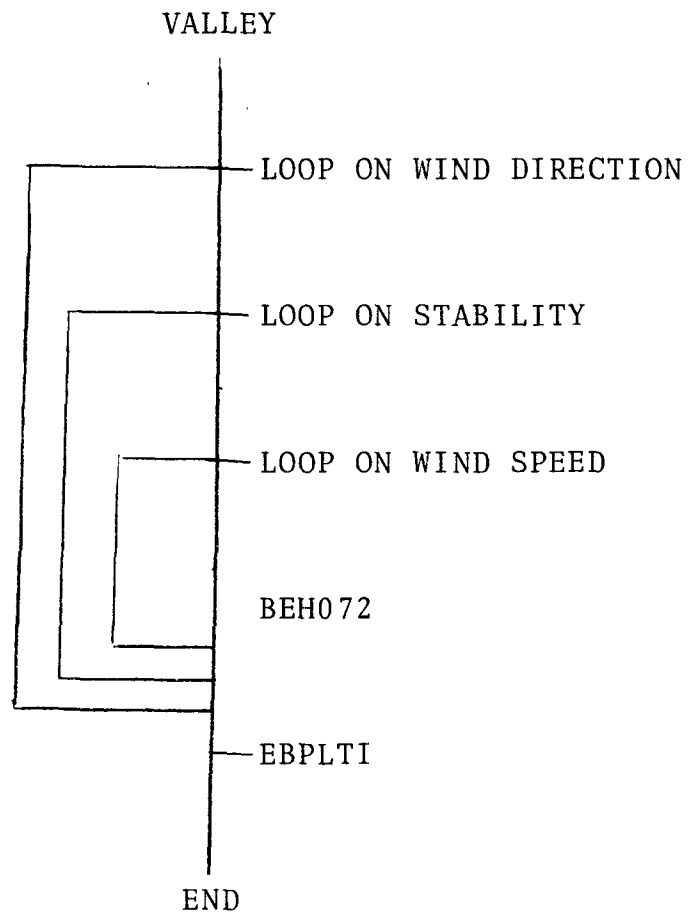 VALLEY
LOOP ON WIND DIRECTION
LOOP ON STABILITY
LOOP ON WIND SPEED
BEH072
EBPLTI
END